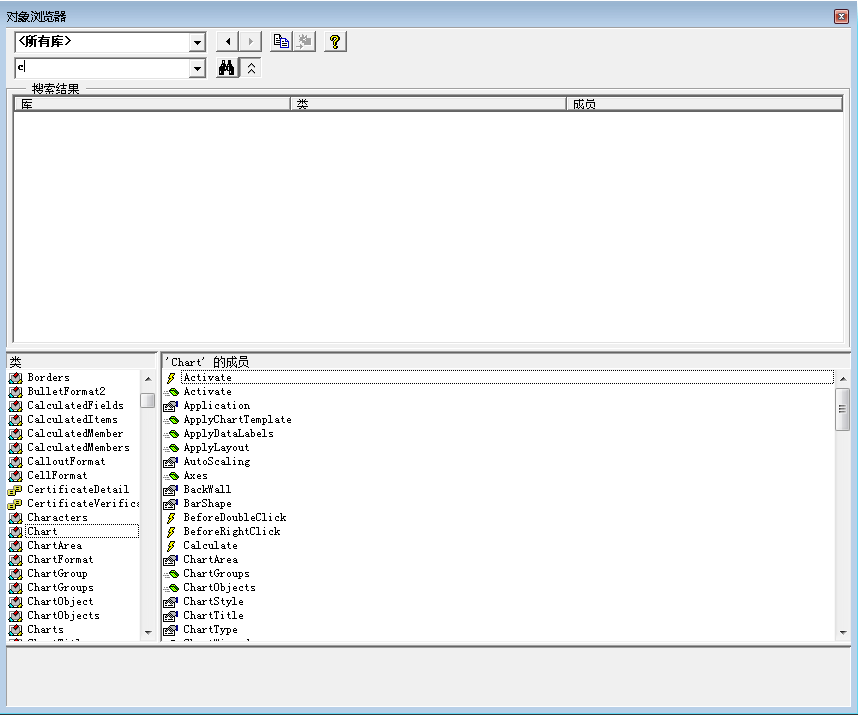 对象浏览器
<所有库>
c
搜索结果
库 类 成员
类
Borders
BulletFormat2
CalculatedFields
CalculatedItems
CalculatedMember
CalculatedMembers
CalloutFormat
CellFormat
CertificateDetail
CertificateVerific
Characters
Chart
ChartArea
ChartFormat
ChartGroup
ChartGroups
ChartObject
ChartObjects
Charts
'Chart' 的成员
Activate
Activate
Application
ApplyChartTemplate
ApplyDataLabels
ApplyLayout
AutoScaling
Axes
BackWall
BarShape
BeforeDoubleClick
BeforeRightClick
Calculate
ChartArea
ChartGroups
ChartObjects
ChartStyle
ChartTitle
ChartType